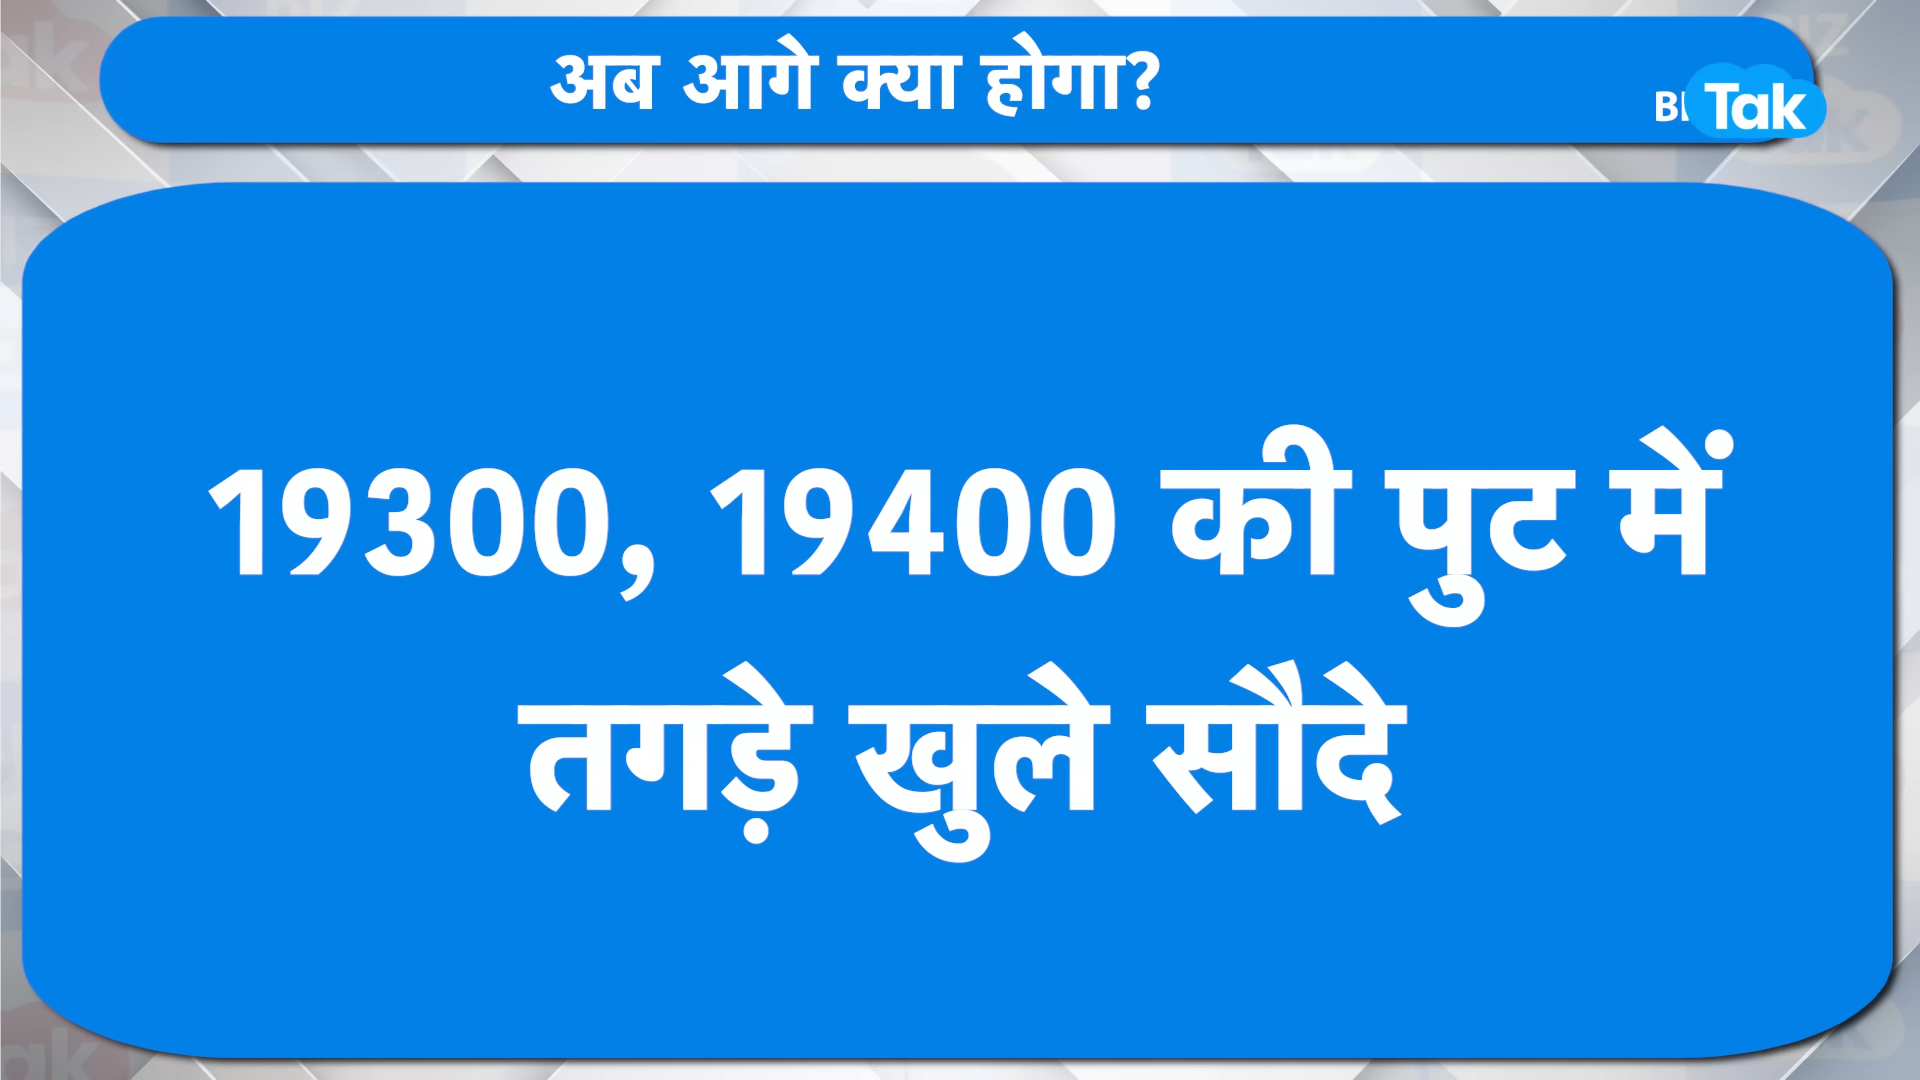 अब आगे क्या होगा?
Tak
19300, 19400 की पुट में
तगड़े खुले सौदे